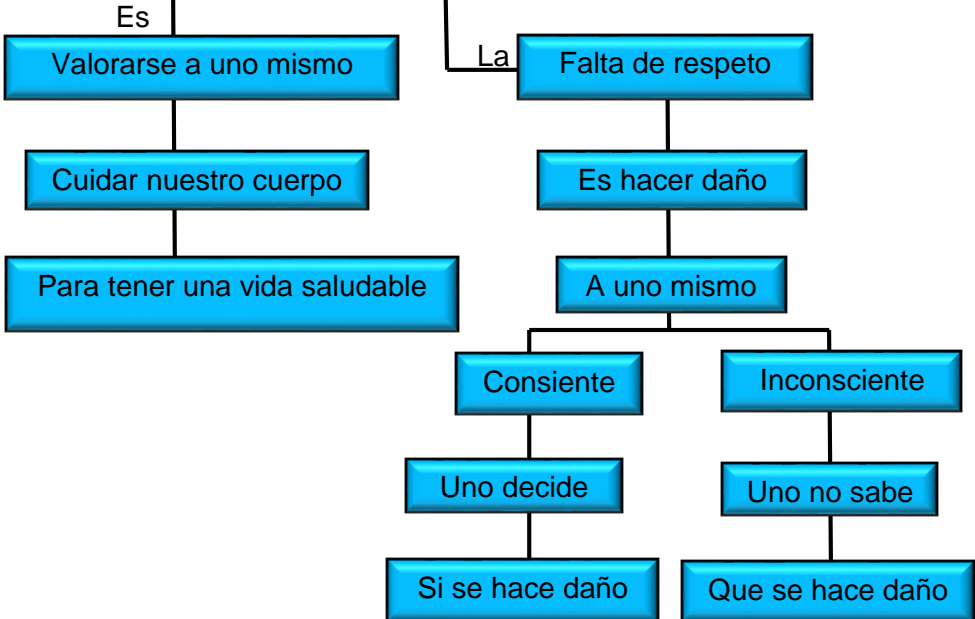 Es
Valorarse a uno mismo
La
Falta de respeto
Cuidar nuestro cuerpo
Es hacer daño
Para tener una vida saludable
A uno mismo
Consiente
Inconsciente
Uno decide
Uno no sabe
Si se hace daño
Que se hace daño